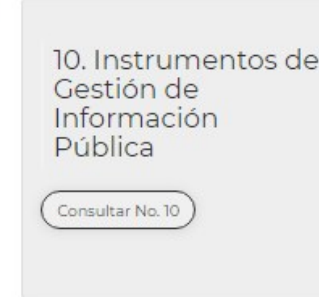 10. Instrumentos de
Gestión de
Información
Pública
Consultar No. 10